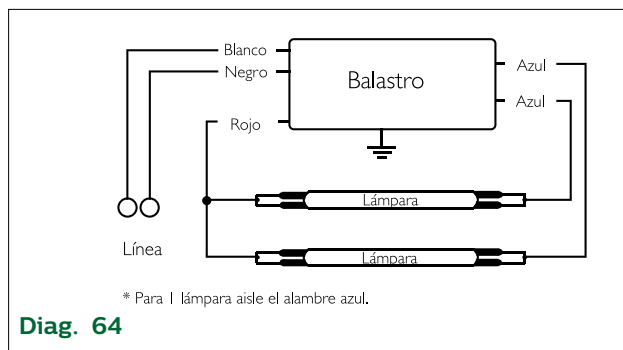 Blanco
Negro
Rojo
Balastro
Azul
Azul
Lámpara
Lámpara
Línea
* Para 1 lámpara aisle el alambre azul.
Diag. 64